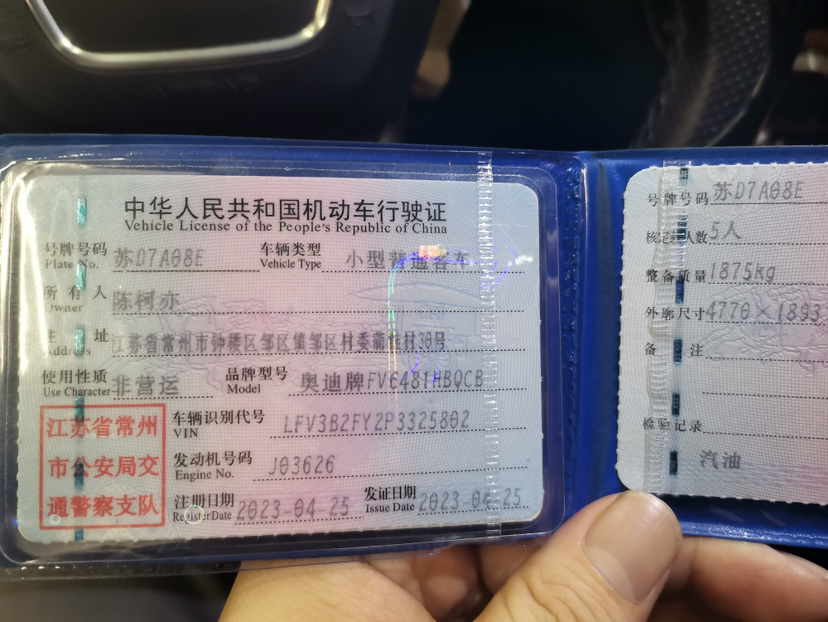 中华人民共和国机动车行驶证
Vehicle License of the People's Republic of China
号牌号码 苏D7A08E 车辆类型 小型普通客车
Plate No. Vehicle Type
所有人 陈柯亦
Owner
住址 江苏省常州市钟楼区邹区镇邹区村委 村30号
Address
使用性质 非营运 品牌型号 奥迪牌FV6481HBQCB
Use Character Model
江苏省常州
市公安局交
通警察支队
车辆识别代号 LFV3B2FY2P3325802
VIN
发动机号码 J03626
Engine No.
注册日期 2023-04-25 发证日期 2023-04-25
Register Date Issue Date
号牌号码 苏D7A08E
核定 人数 5人
整备质量 1875kg
外廓尺寸 4770×1893
备注
检验记录
汽油